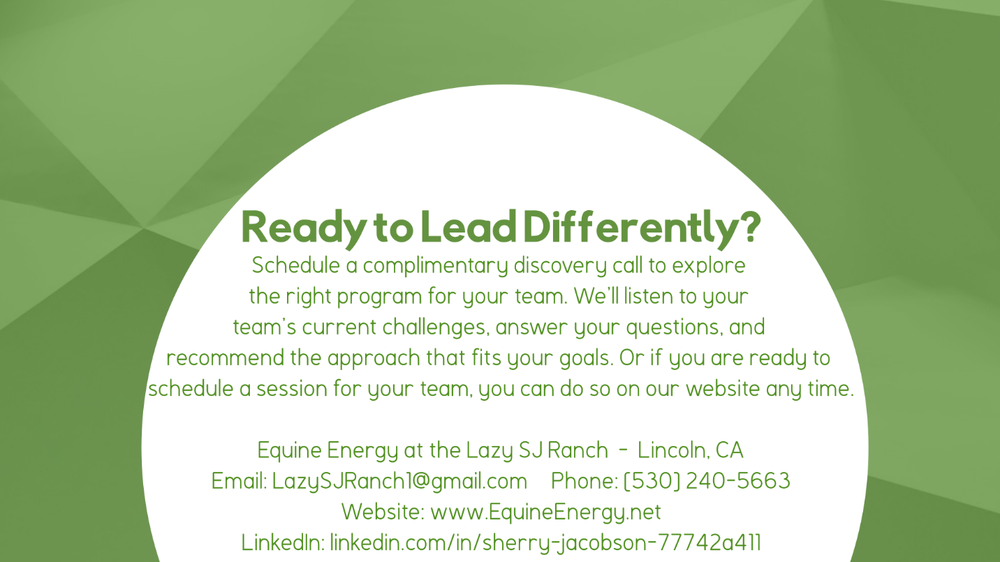 Ready to Lead Differently?
Schedule a complimentary discovery call to explore
the right program for your team. We'll listen to your
team's current challenges, answer your questions, and
recommend the approach that fits your goals. Or if you are ready to
schedule a session for your team, you can do so on our website any time.
Equine Energy at the Lazy SJ Ranch - Lincoln, CA
Email: LazySJRanch1@gmail.com Phone: (530) 240-5663
Website: www.EquineEnergy.net
LinkedIn: linkedin.com/in/sherry-jacobson-77742a411